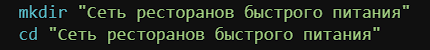 mkdir "Сеть ресторанов быстрого питания"
cd "Сеть ресторанов быстрого питания"